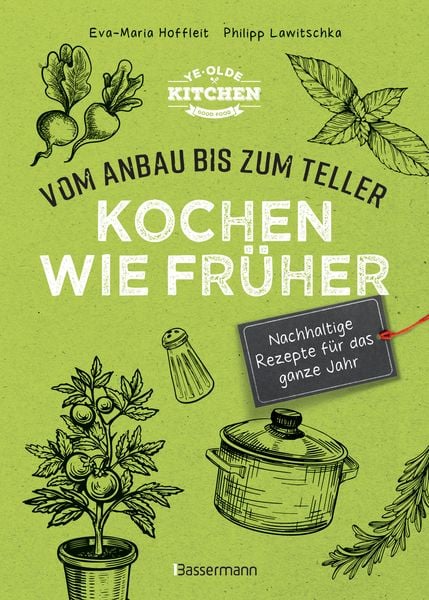 Eva-Maria Hoffleit Philipp Lawitschka
YE·OLDE
KITCHEN
GOOD FOOD
VOM ANBAU BIS ZUM TELLER
KOCHEN
WIE FRÜHER
Nachhaltige
Rezepte für das
ganze Jahr
Bassermann